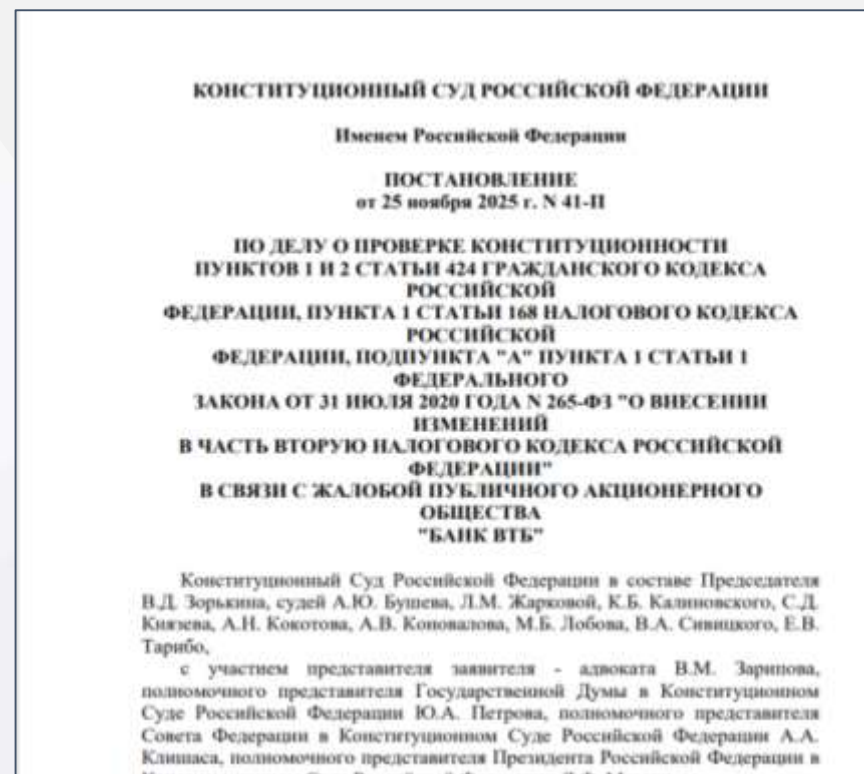 КОНСТИТУЦИОННЫЙ СУД РОССИЙСКОЙ ФЕДЕРАЦИИ
Именем Российской Федерации
ПОСТАНОВЛЕНИЕ
от 25 ноября 2025 г. N 41-П
ПО ДЕЛУ О ПРОВЕРКЕ КОНСТИТУЦИОННОСТИ
ПУНКТОВ 1 И 2 СТАТЬИ 424 ГРАЖДАНСКОГО КОДЕКСА
РОССИЙСКОЙ
ФЕДЕРАЦИИ, ПУНКТА 1 СТАТЬИ 168 НАЛОГОВОГО КОДЕКСА
РОССИЙСКОЙ
ФЕДЕРАЦИИ, ПОДПУНКТА "А" ПУНКТА 1 СТАТЬИ 1
ФЕДЕРАЛЬНОГО
ЗАКОНА ОТ 31 ИЮЛЯ 2020 ГОДА N 265-ФЗ "О ВНЕСЕНИИ
ИЗМЕНЕНИЙ
В ЧАСТЬ ВТОРУЮ НАЛОГОВОГО КОДЕКСА РОССИЙСКОЙ
ФЕДЕРАЦИИ"
В СВЯЗИ С ЖАЛОБОЙ ПУБЛИЧНОГО АКЦИОНЕРНОГО
ОБЩЕСТВА
"БАНК ВТБ"
Конституционный Суд Российской Федерации в составе Председателя
В.Д. Зорькина, судей А.Ю. Бушева, Л.М. Жарковой, К.Б. Калиновского, С.Д.
Князева, А.Н. Кокотова, А.В. Коновалова, М.Б. Лобова, В.А. Сивицкого, Е.В.
Тарибо,
с участием представителя заявителя - адвоката В.М. Зарипова,
полномочного представителя Государственной Думы в Конституционном
Суде Российской Федерации Ю.А. Петрова, полномочного представителя
Совета Федерации в Конституционном Суде Российской Федерации А.А.
Клишаса, полномочного представителя Президента Российской Федерации в